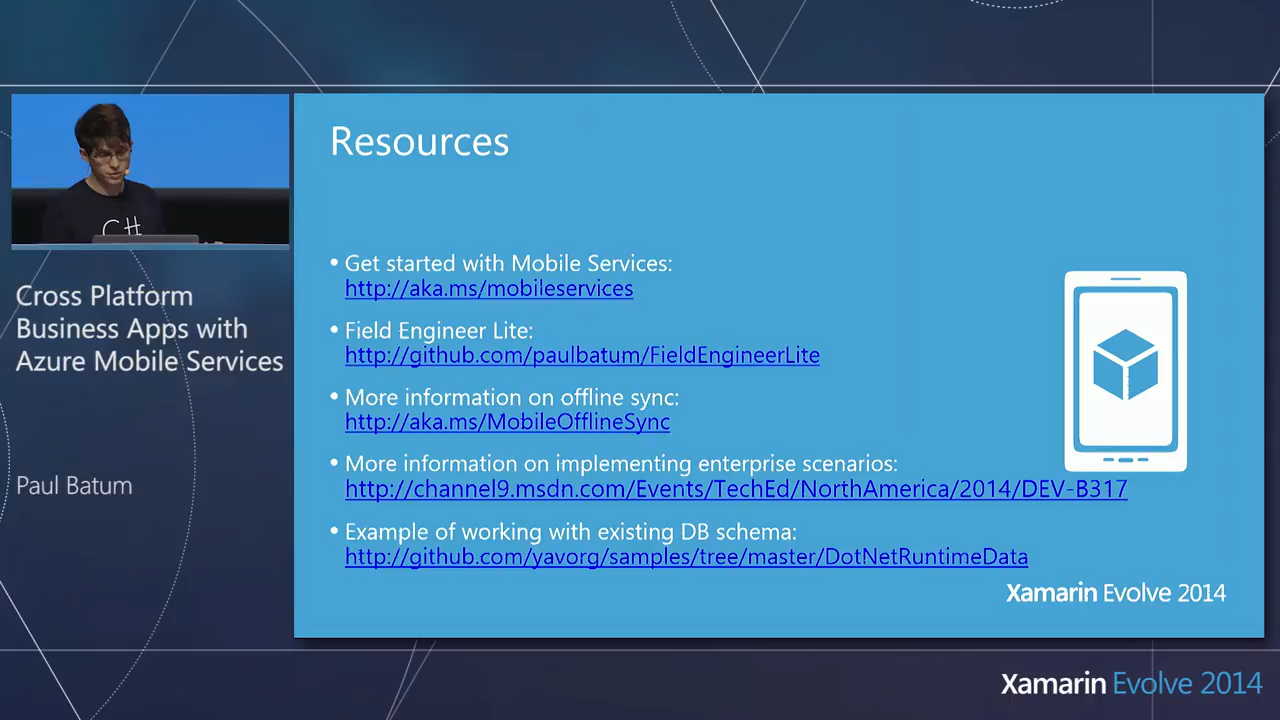 Resources
C#
Cross Platform
Business Apps with
Azure Mobile Services
Paul Batum
• Get started with Mobile Services:
http://aka.ms/mobileservices
• Field Engineer Lite:
http://github.com/paulbatum/FieldEngineerLite
• More information on offline sync:
http://aka.ms/MobileOfflineSync
• More information on implementing enterprise scenarios:
http://channel9.msdn.com/Events/TechEd/NorthAmerica/2014/DEV-B317
• Example of working with existing DB schema:
http://github.com/yavorg/samples/tree/master/DotNetRuntimeData
Xamarin Evolve 2014
Xamarin Evolve 2014